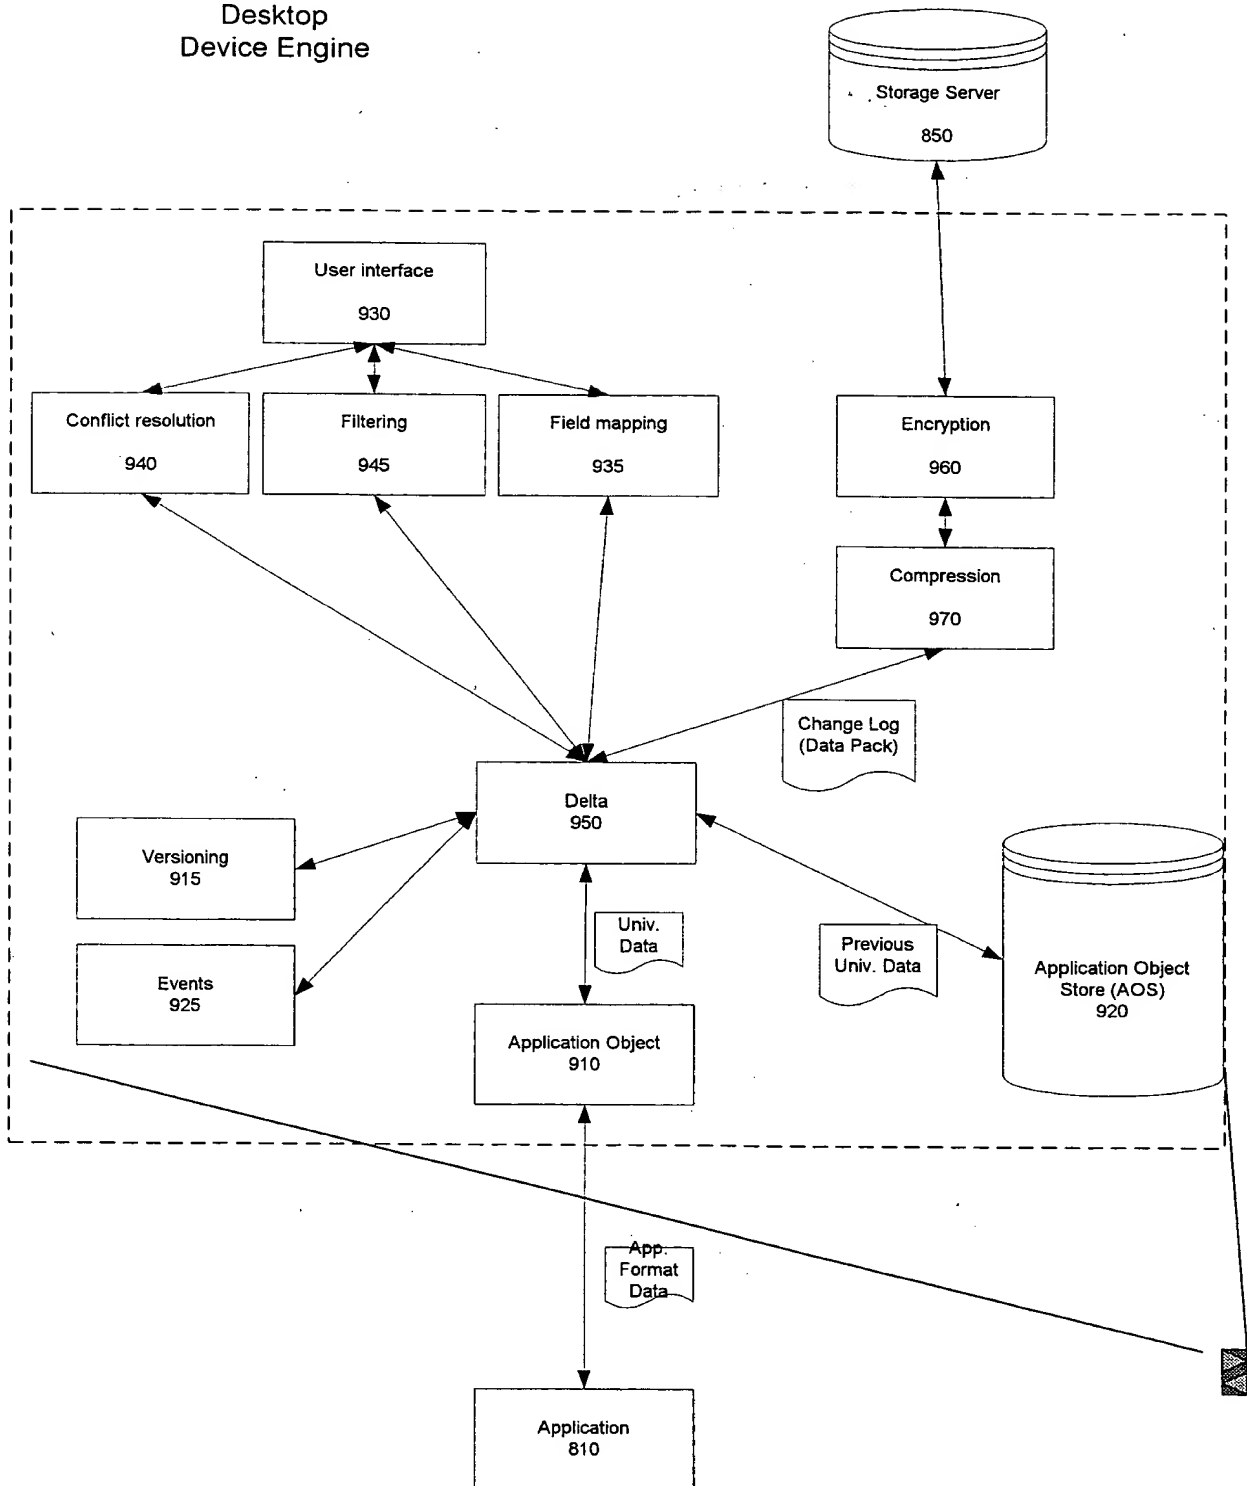 Desktop
Device Engine
Storage Server
850
User interface
930
Conflict resolution
940
Filtering
945
Field mapping
935
Encryption
960
Compression
970
Change Log
(Data Pack)
Delta
950
Versioning
915
Events
925
Univ.
Data
Previous
Univ. Data
Application Object
Store (AOS)
920
Application Object
910
App.
Format
Data
Application
810